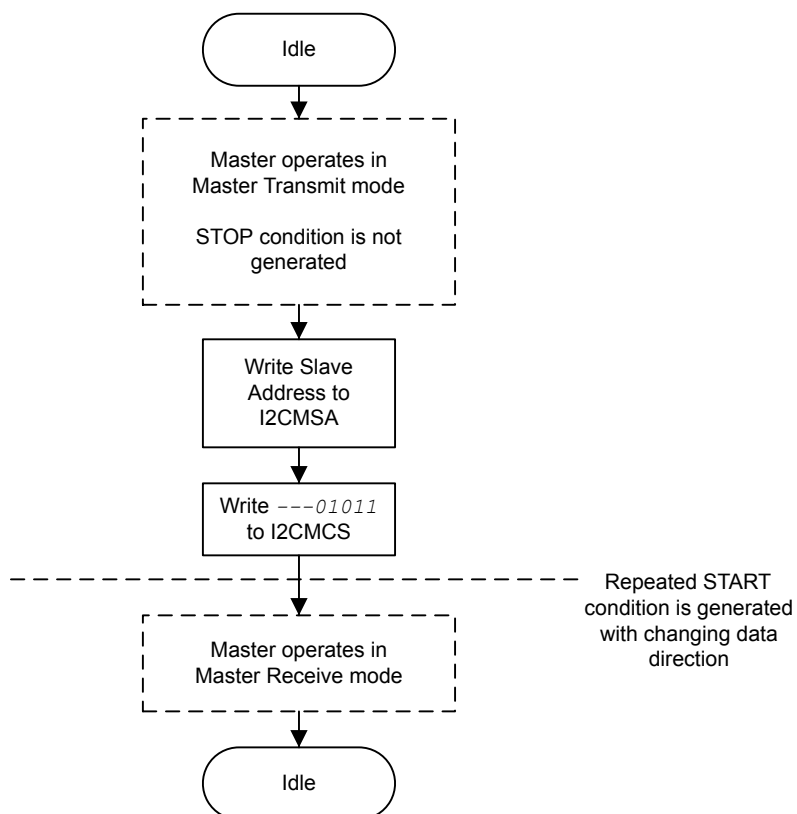 Idle
Master operates in
Master Transmit mode
STOP condition is not
generated
Write Slave
Address to
I2CMSA
Write ---01011
to I2CMCS
Repeated START
condition is generated
with changing data
direction
Master operates in
Master Receive mode
Idle